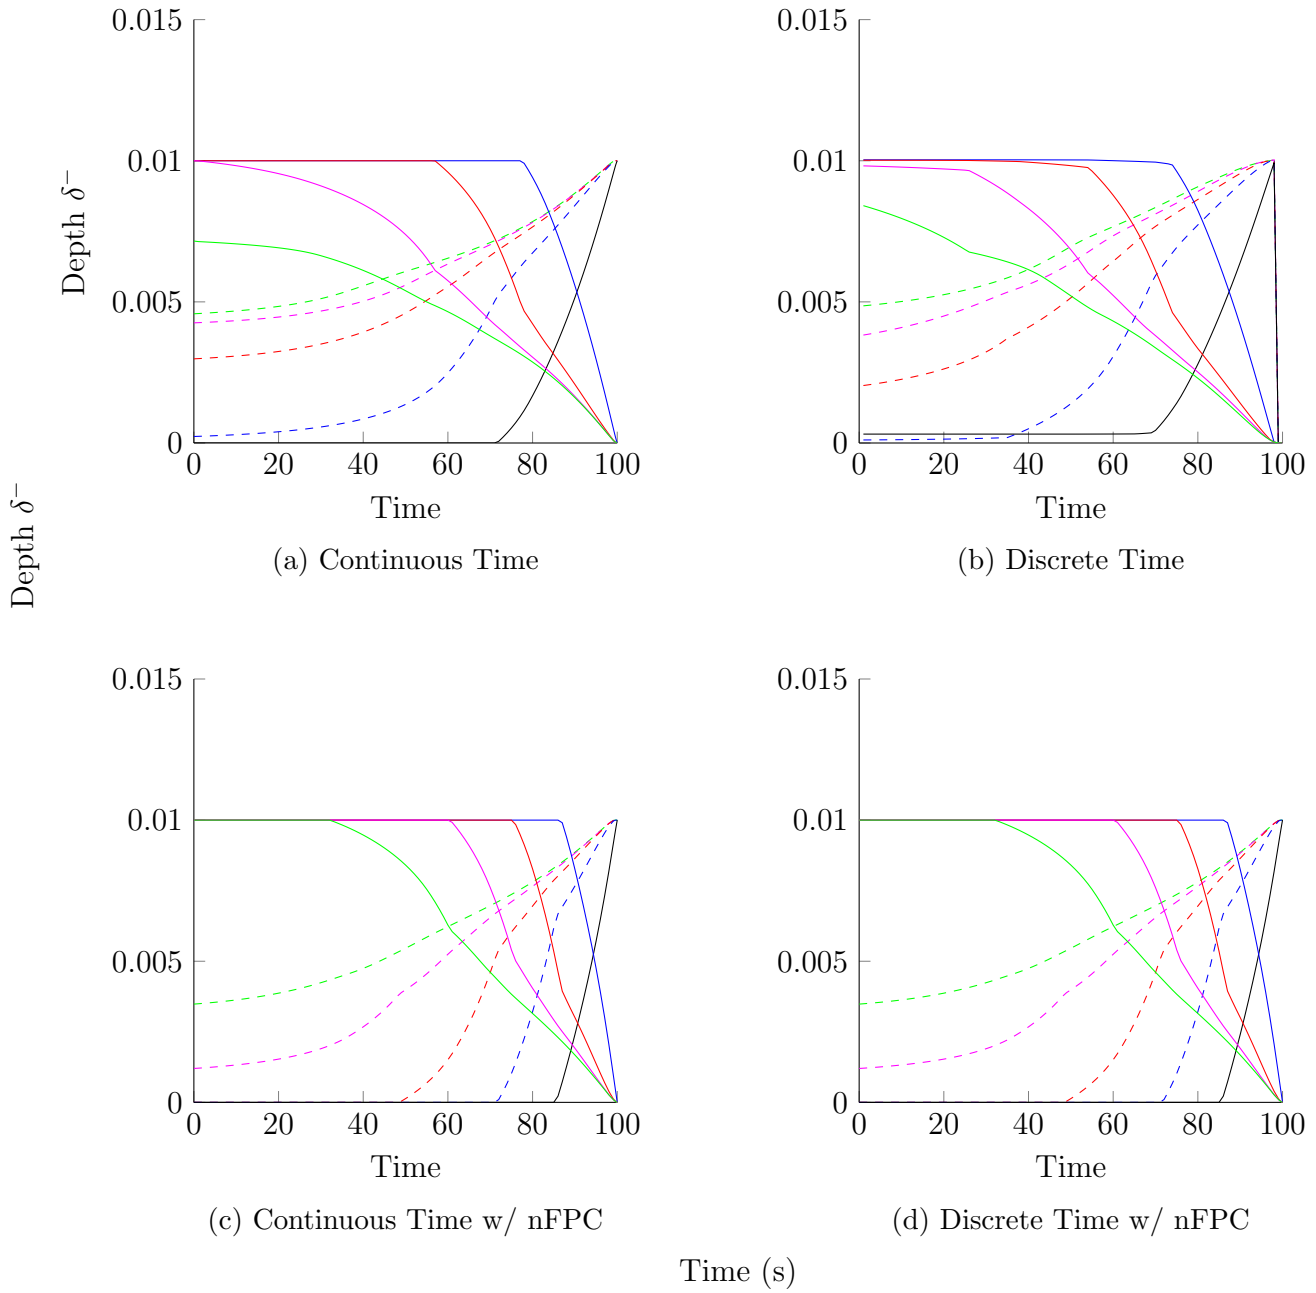 0.015
0.01
0.005
0
0 20 40 60 80 100
Depth δ⁻
Time
(a) Continuous Time
0.015
0.01
0.005
0
0 20 40 60 80 100
Time
(b) Discrete Time
Depth δ⁻
0.015
0.01
0.005
0
0 20 40 60 80 100
Time
(c) Continuous Time w/ nFPC
0.015
0.01
0.005
0
0 20 40 60 80 100
Time
(d) Discrete Time w/ nFPC
Time (s)